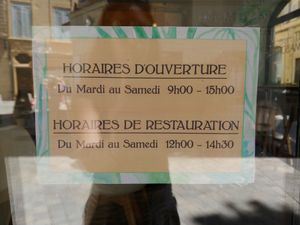 HORAIRES D'OUVERTURE
Du Mardi au Samedi 9h00 - 15h00
HORAIRES DE RESTAURATION
Du Mardi au Samedi 12h00 - 14h30